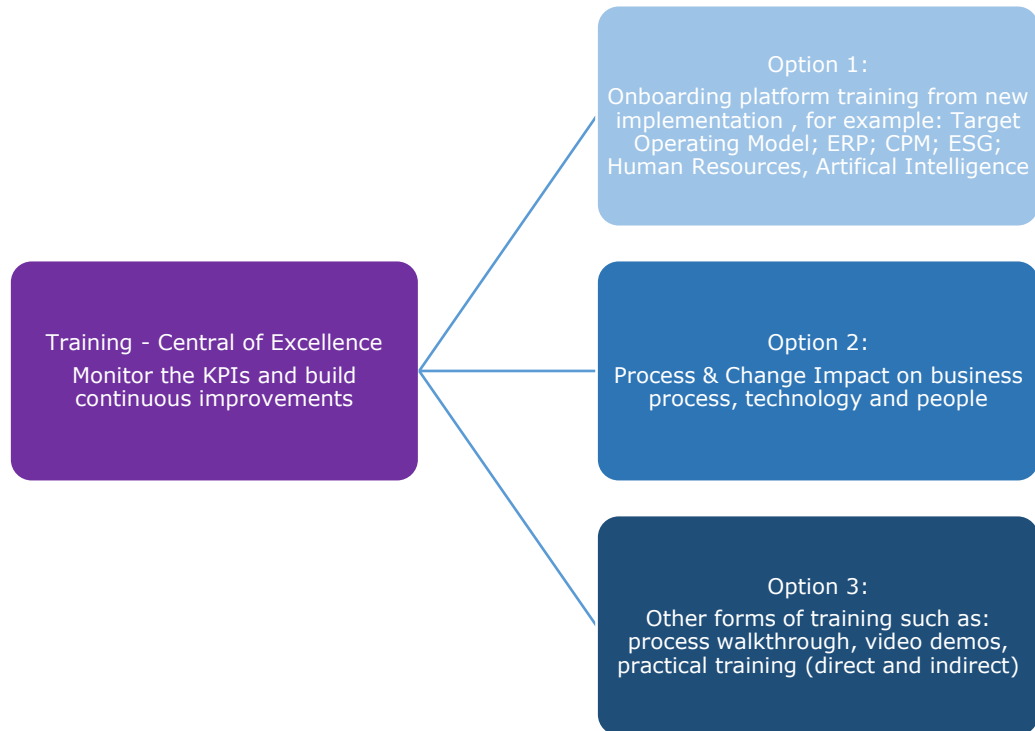 Training - Central of Excellence
Monitor the KPIs and build
continuous improvements
Option 1:
Onboarding platform training from new
implementation , for example: Target
Operating Model; ERP; CPM; ESG;
Human Resources, Artifical Intelligence
Option 2:
Process & Change Impact on business
process, technology and people
Option 3:
Other forms of training such as:
process walkthrough, video demos,
practical training (direct and indirect)